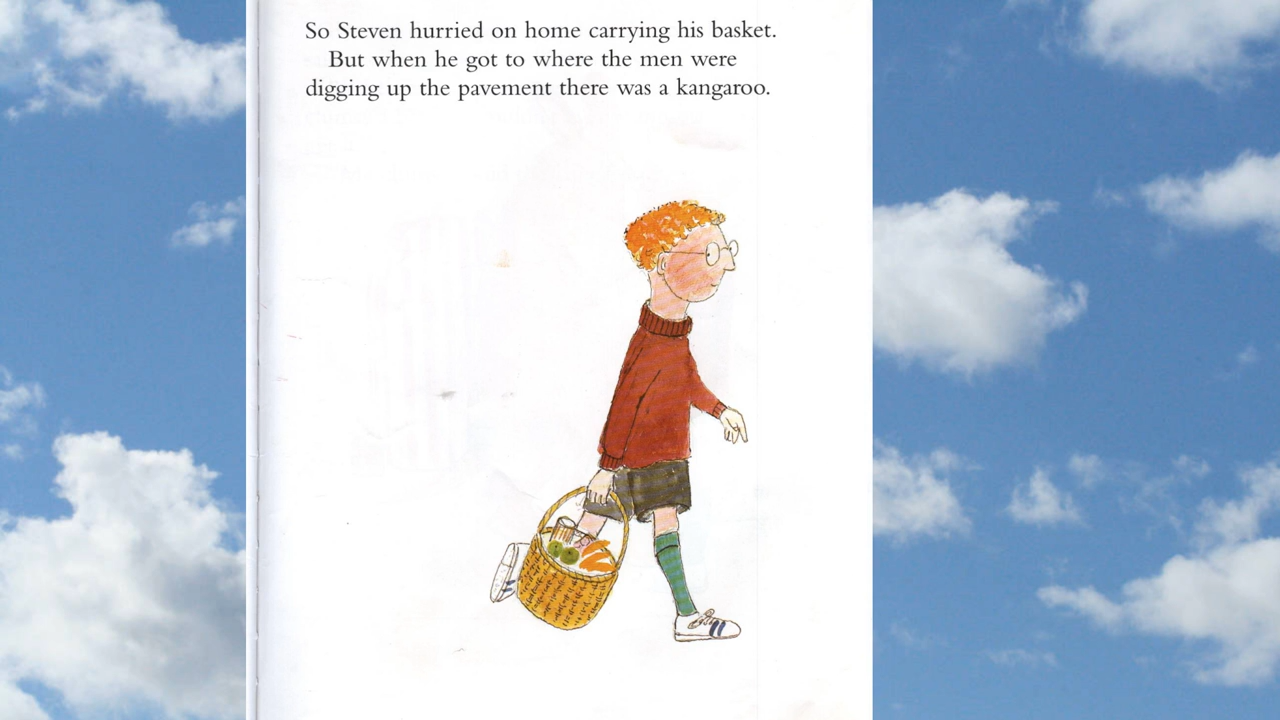 So Steven hurried on home carrying his basket.
But when he got to where the men were
digging up the pavement there was a kangaroo.